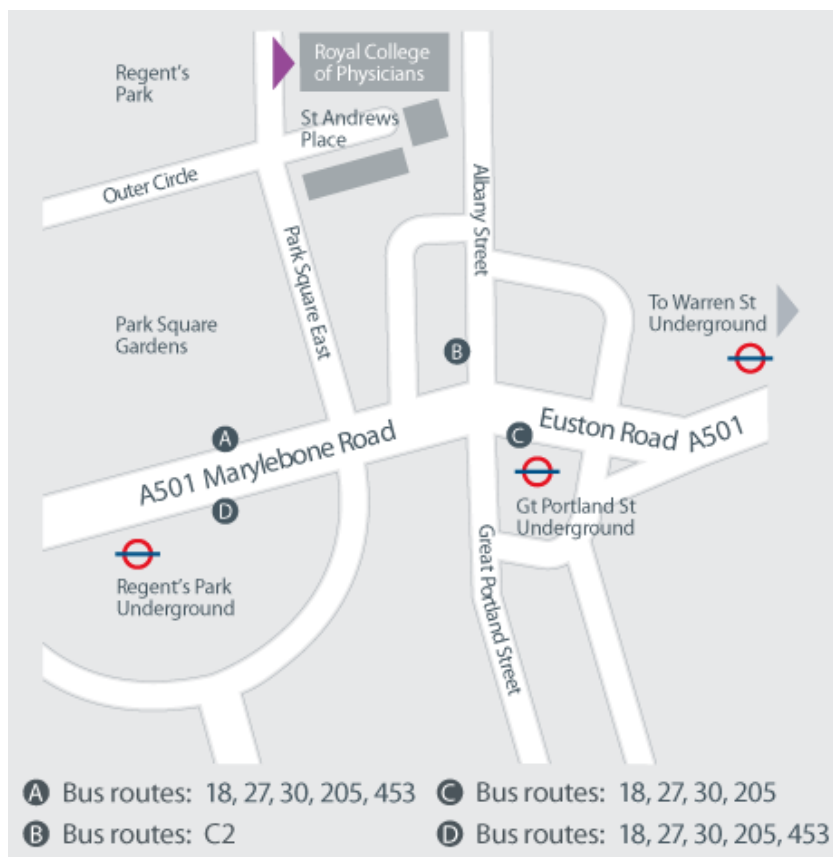 Regent's
Park
Royal College
of Physicians
St Andrews
Place
Outer Circle
Albany Street
Park Square East
Park Square
Gardens
To Warren St
Underground
B
A
C
Euston Road A501
A501 Marylebone Road
D
Gt Portland St
Underground
Regent's Park
Underground
Great Portland Street
A Bus routes: 18, 27, 30, 205, 453
B Bus routes: C2
C Bus routes: 18, 27, 30, 205
D Bus routes: 18, 27, 30, 205, 453